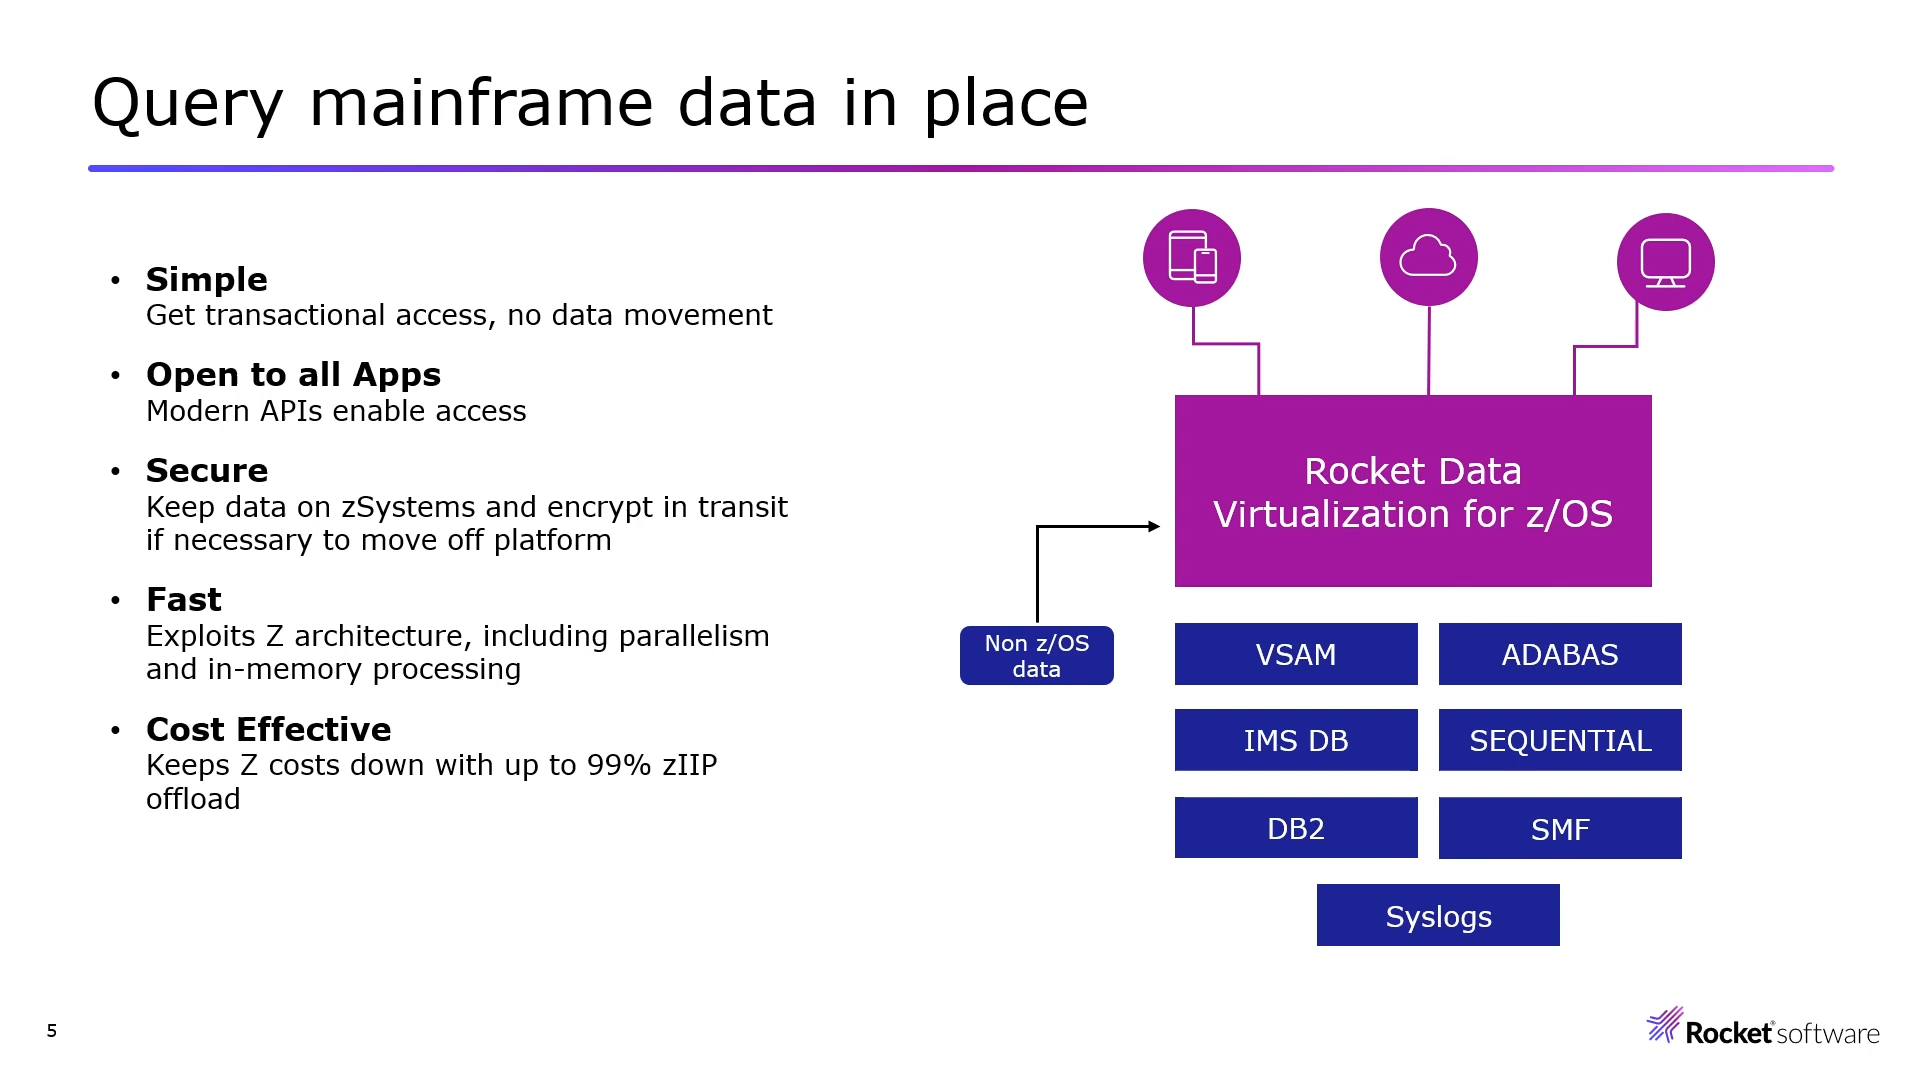 Query mainframe data in place
• Simple
Get transactional access, no data movement
• Open to all Apps
Modern APIs enable access
• Secure
Keep data on zSystems and encrypt in transit
if necessary to move off platform
• Fast
Exploits Z architecture, including parallelism
and in-memory processing
• Cost Effective
Keeps Z costs down with up to 99% zIIP
offload
Rocket Data
Virtualization for z/OS
Non z/OS
data
VSAM
ADABAS
IMS DB
SEQUENTIAL
DB2
SMF
Syslogs
5
Rocket® software